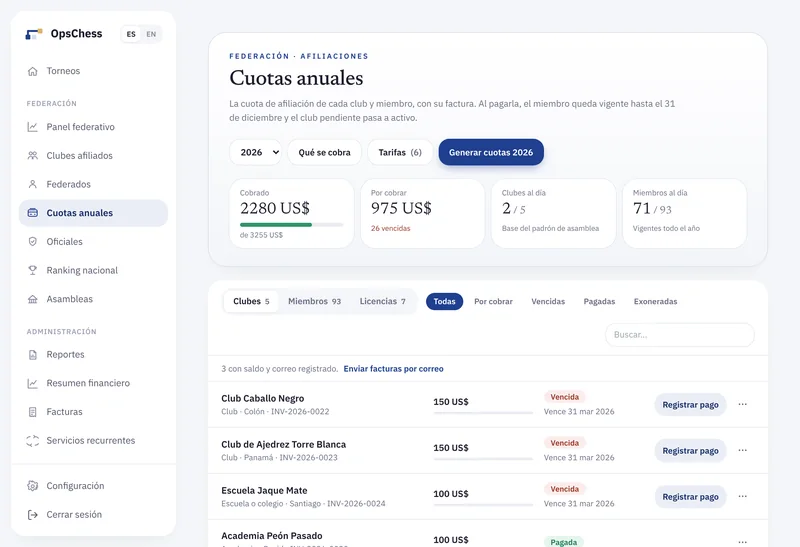 OpsChess
ES EN
Torneos
FEDERACIÓN
Panel federativo
Clubes afiliados
Federados
Cuotas anuales
Oficiales
Ranking nacional
Asambleas
ADMINISTRACIÓN
Reportes
Resumen financiero
Facturas
Servicios recurrentes
Configuración
Cerrar sesión
FEDERACIÓN · AFILIACIONES
Cuotas anuales
La cuota de afiliación de cada club y miembro, con su factura. Al pagarla, el miembro queda vigente hasta el 31
de diciembre y el club pendiente pasa a activo.
2026 Qué se cobra Tarifas (6) Generar cuotas 2026
Cobrado
2280 US$
de 3255 US$
Por cobrar
975 US$
26 vencidas
Clubes al día
2 / 5
Base del padrón de asamblea
Miembros al día
71 / 93
Vigentes todo el año
Clubes 5 Miembros 93 Licencias 7 Todas Por cobrar Vencidas Pagadas Exoneradas
Buscar...
3 con saldo y correo registrado. Enviar facturas por correo
Club Caballo Negro
Club · Colón · INV-2026-0022
150 US$
Vencida
Vence 31 mar 2026
Registrar pago ...
Club de Ajedrez Torre Blanca
Club · Panamá · INV-2026-0023
150 US$
Vencida
Vence 31 mar 2026
Registrar pago ...
Escuela Jaque Mate
Escuela o colegio · Santiago · INV-2026-0024
100 US$
Vencida
Vence 31 mar 2026
Registrar pago ...
Academia Peón Pasado
100 US$
Pagada
...